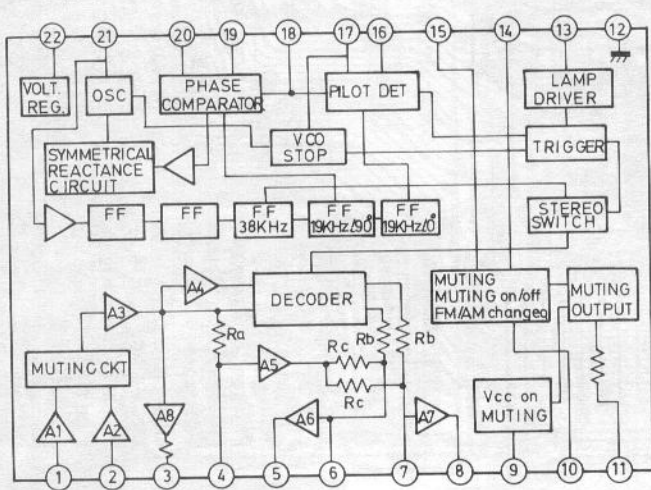 22 21 20 19 18 17 16 15 14 13 12
VOLT.
REG.
OSC
PHASE
COMPARATOR
PILOT DET
LAMP
DRIVER
VCO
STOP
TRIGGER
SYMMETRICAL
REACTANCE
CIRCUIT
FF
FF
FF
38KHz
FF
19KHz/90°
FF
19KHz/0°
STEREO
SWITCH
A4
DECODER
MUTING
MUTING on/off
FM/AM changeq
MUTING
OUTPUT
A3
Ra
Rb
Rb
MUTING CKT
A5
Rc
Rc
Vcc on
MUTING
A1
A2
A8
A6
A7
1 2 3 4 5 6 7 8 9 10 11